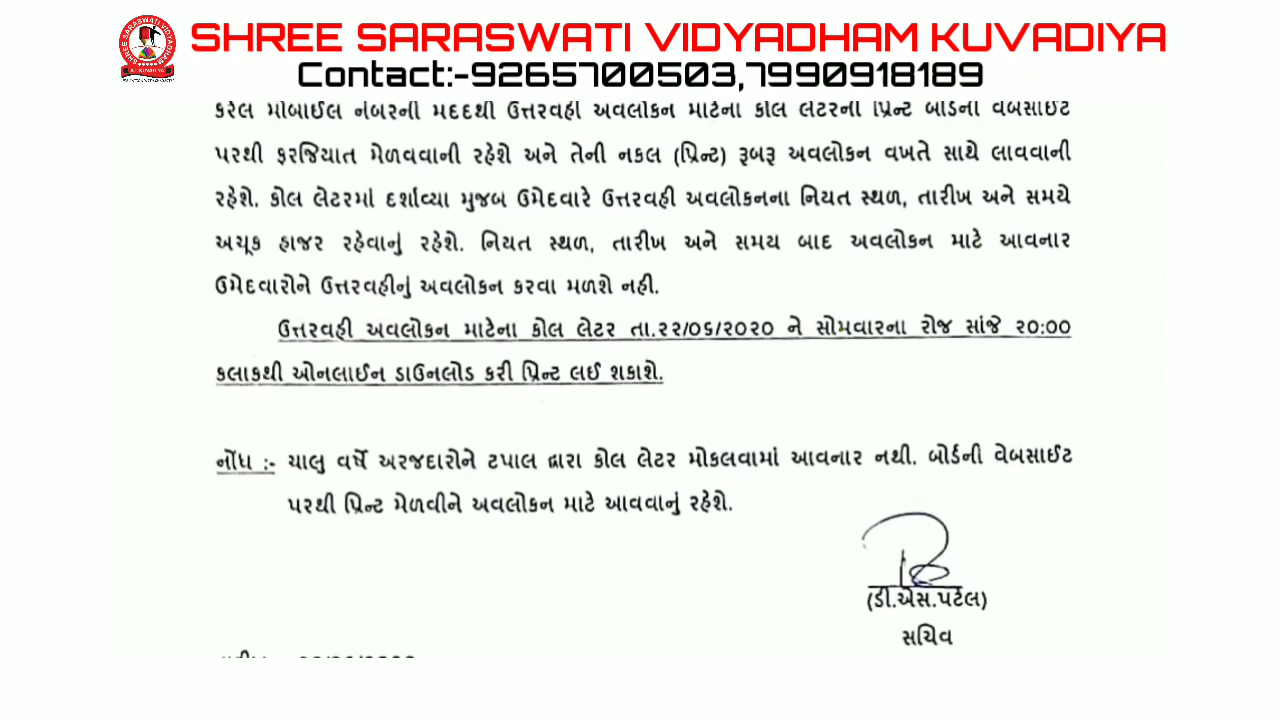 SHREE SARASWATI VIDYADHAM KUVADIYA
Contact:-9265700503,7990918189
કરેલ મોબાઈલ નંબરની મદદથી ઉત્તરવહી અવલોકન માટેના કોલ લેટરની પ્રિન્ટ બોર્ડની વેબસાઈટ
પરથી ફરજિયાત મેળવવાની રહેશે અને તેની નકલ (પ્રિન્ટ) રૂબરૂ અવલોકન વખતે સાથે લાવવાની
રહેશે. કોલ લેટરમાં દર્શાવ્યા મુજબ ઉમેદવારે ઉત્તરવહી અવલોકનના નિયત સ્થળ, તારીખ અને સમયે
અચૂક હાજર રહેવાનું રહેશે. નિયત સ્થળ, તારીખ અને સમય બાદ અવલોકન માટે આવનાર
ઉમેદવારોને ઉત્તરવહીનું અવલોકન કરવા મળશે નહી.
ઉત્તરવહી અવલોકન માટેના કોલ લેટર તા.૨૨/૦૬/૨૦૨૦ ને સોમવારના રોજ સાંજે ૨૦:૦૦
કલાકથી ઓનલાઈન ડાઉનલોડ કરી પ્રિન્ટ લઈ શકાશે.
નોંધ :- ચાલુ વર્ષે અરજદારોને ટપાલ દ્વારા કોલ લેટર મોકલવામાં આવનાર નથી. બોર્ડની વેબસાઈટ
પરથી પ્રિન્ટ મેળવીને અવલોકન માટે આવવાનું રહેશે.
(ડી.એસ.પટેલ)
સચિવ